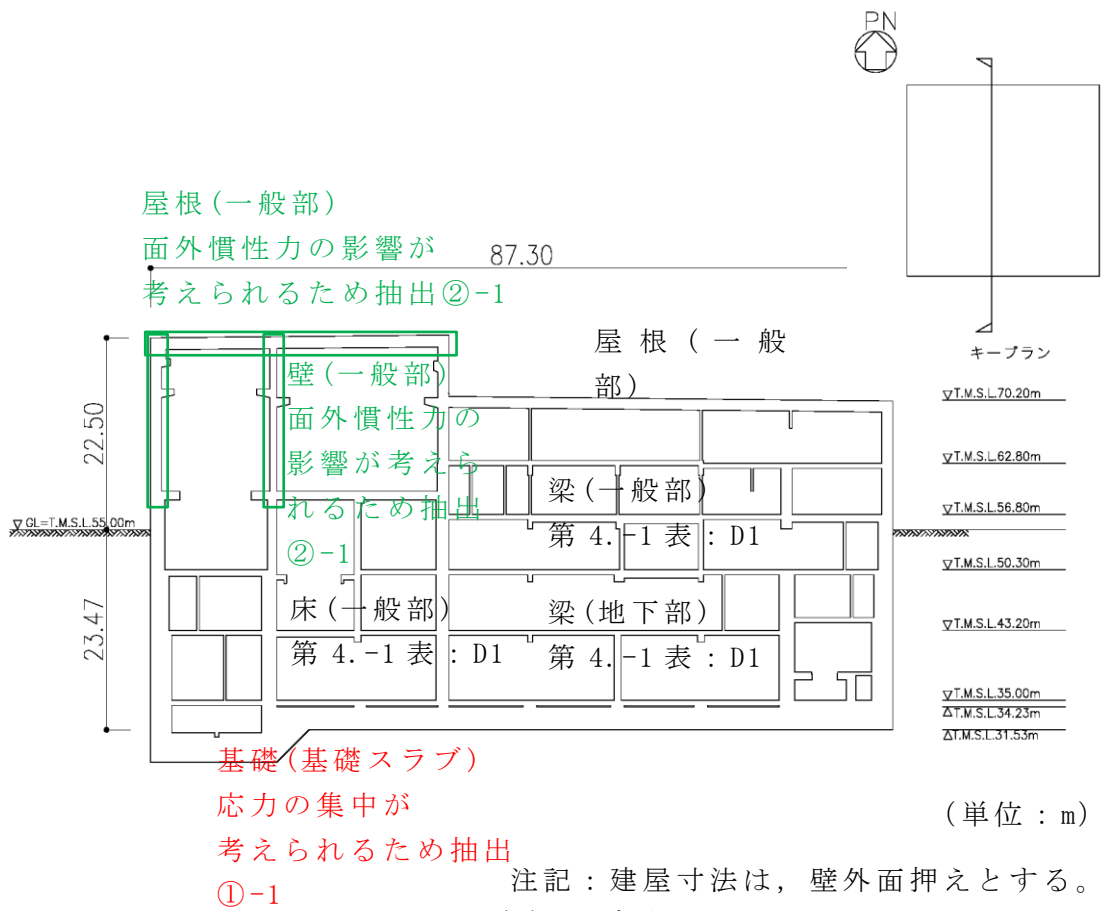 PN
キープラン
屋根(一般部)
面外慣性力の影響が
考えられるため抽出②-1
87.30
屋根(一般
部)
壁(一般部)
面外慣性力の
影響が考えら
れるため抽出
②-1
22.50
23.47
▽GL=T.M.S.L.55.00m
梁(一般部)
第 4.-1 表 : D1
床(一般部)
第 4.-1 表 : D1
梁(地下部)
第 4.-1 表 : D1
▽T.M.S.L.70.20m
▽T.M.S.L.62.80m
▽T.M.S.L.56.80m
▽T.M.S.L.50.30m
▽T.M.S.L.43.20m
▽T.M.S.L.35.00m
△T.M.S.L.34.23m
△T.M.S.L.31.53m
基礎(基礎スラブ)
応力の集中が
考えられるため抽出
①-1
(単位:m)
注記:建屋寸法は,壁外面押えとする。